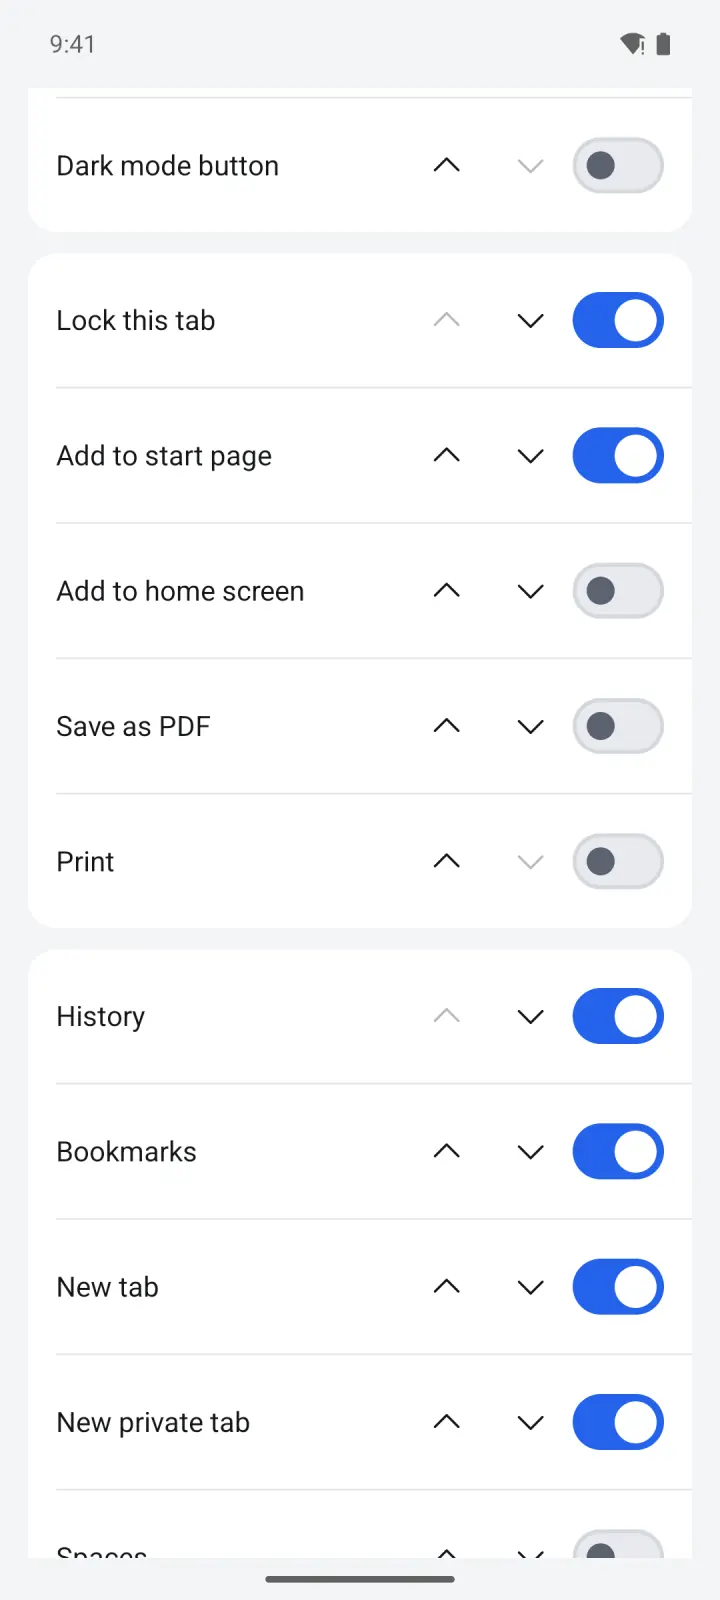 9:41
Dark mode button
Lock this tab
Add to start page
Add to home screen
Save as PDF
Print
History
Bookmarks
New tab
New private tab
Spaces